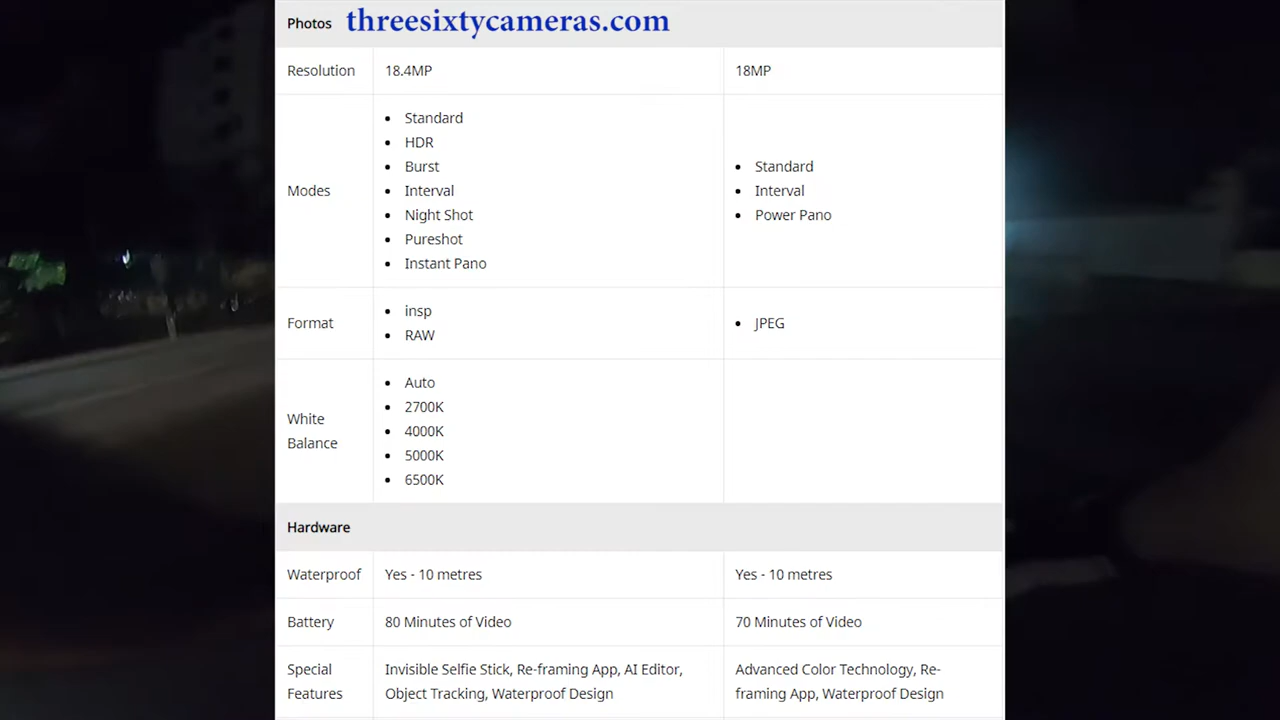 Photos threesixtycameras.com
Resolution 18.4MP 18MP
Modes
Standard
HDR
Burst
Interval
Night Shot
Pureshot
Instant Pano
Standard
Interval
Power Pano
Format
insp
RAW
JPEG
White
Balance
Auto
2700K
4000K
5000K
6500K
Hardware
Waterproof Yes - 10 metres Yes - 10 metres
Battery 80 Minutes of Video 70 Minutes of Video
Special
Features
Invisible Selfie Stick, Re-framing App, AI Editor,
Object Tracking, Waterproof Design
Advanced Color Technology, Re-
framing App, Waterproof Design